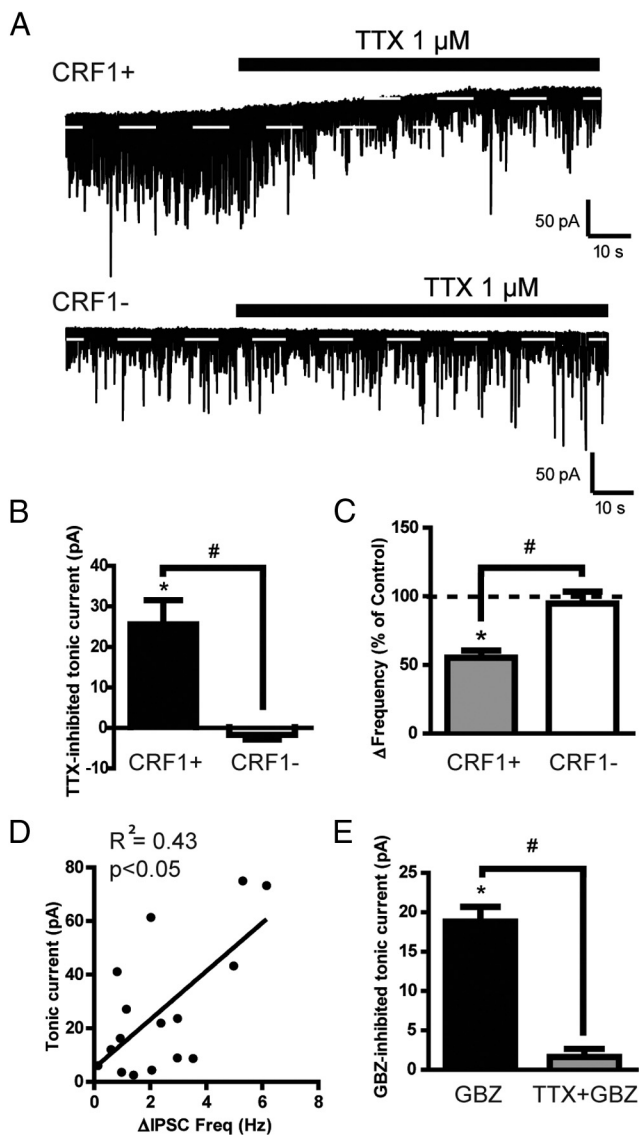 A
TTX 1 µM
CRF1+
50 pA
10 s
TTX 1 µM
CRF1-
50 pA
10 s
B
TTX-inhibited tonic current (pA)
40
30
20
10
0
-10
*
#
CRF1+
CRF1-
C
ΔFrequency (% of Control)
150
100
50
0
*
#
CRF1+
CRF1-
D
R²= 0.43
p<0.05
Tonic current (pA)
80
60
40
20
0
0 2 4 6 8
ΔIPSC Freq (Hz)
E
GBZ-inhibited tonic current (pA)
25
20
15
10
5
0
*
#
GBZ
TTX+GBZ